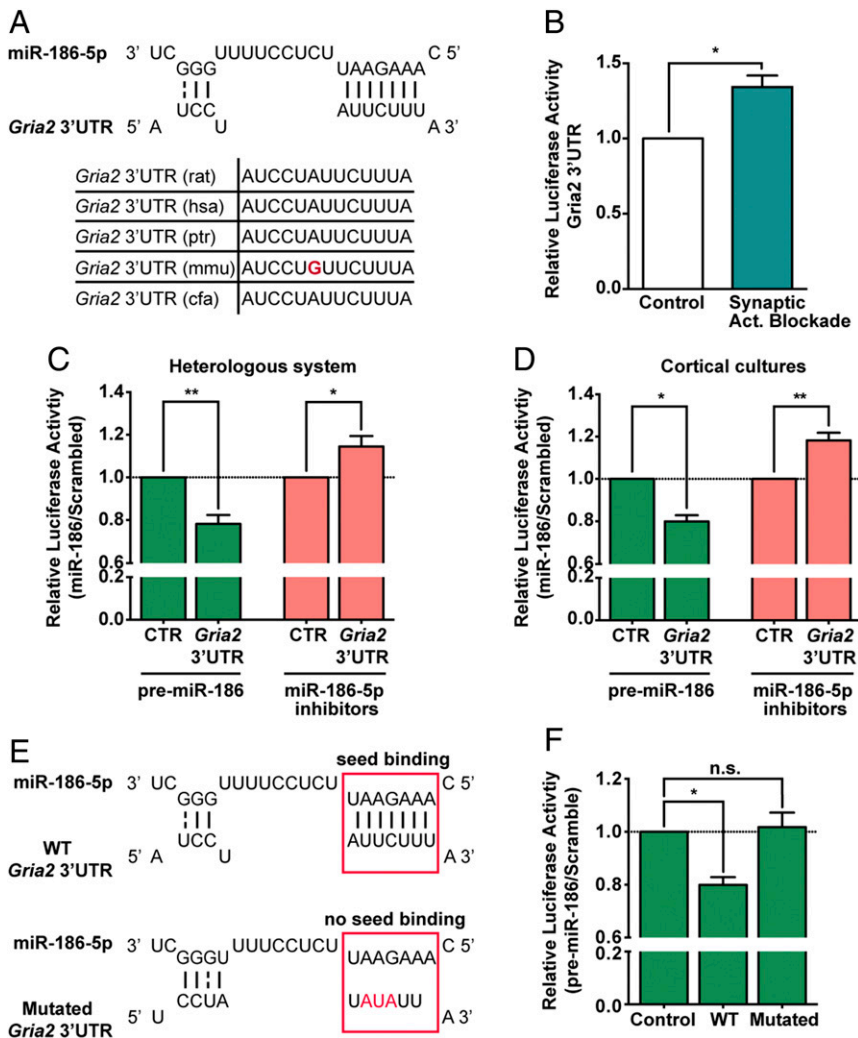 A
miR-186-5p 3' UC UUUUCCUCU C 5'
GGG UAAGAAA
UCC AUUCUUU
Gria2 3'UTR 5' A U A 3'
Gria2 3'UTR (rat) AUCCUAUUCUUUA
Gria2 3'UTR (hsa) AUCCUAUUCUUUA
Gria2 3'UTR (ptr) AUCCUAUUCUUUA
Gria2 3'UTR (mmu) AUCCUGUUCUUUA
Gria2 3'UTR (cfa) AUCCUAUUCUUUA
B
Relative Luciferase Activity
Gria2 3'UTR
1.5
1.0
0.5
0.0
*
Control
Synaptic
Act. Blockade
C
Heterologous system
Relative Luciferase Activtiy
(miR-186/Scrambled)
1.4
1.2
1.0
0.8
0.6
0.2
0.0
** *
CTR Gria2 CTR Gria2
3'UTR 3'UTR
pre-miR-186 miR-186-5p
inhibitors
D
Cortical cultures
Relative Luciferase Activity
(miR-186/Scrambled)
1.4
1.2
1.0
0.8
0.6
0.2
0.0
* **
CTR Gria2 CTR Gria2
3'UTR 3'UTR
pre-miR-186 miR-186-5p
inhibitors
E
seed binding
miR-186-5p 3' UC UUUUCCUCU C 5'
GGG UAAGAAA
UCC AUUCUUU
WT
Gria2 3'UTR 5' A U A 3'
no seed binding
miR-186-5p 3' UC UUUCCUCU C 5'
GGGU UAAGAAA
CCUA UAUAUU
Mutated
Gria2 3'UTR 5' U A 3'
F
Relative Luciferase Activtiy
(pre-miR-186/Scramble)
1.2
1.0
0.8
0.6
0.2
0.0
n.s.
*
Control WT Mutated